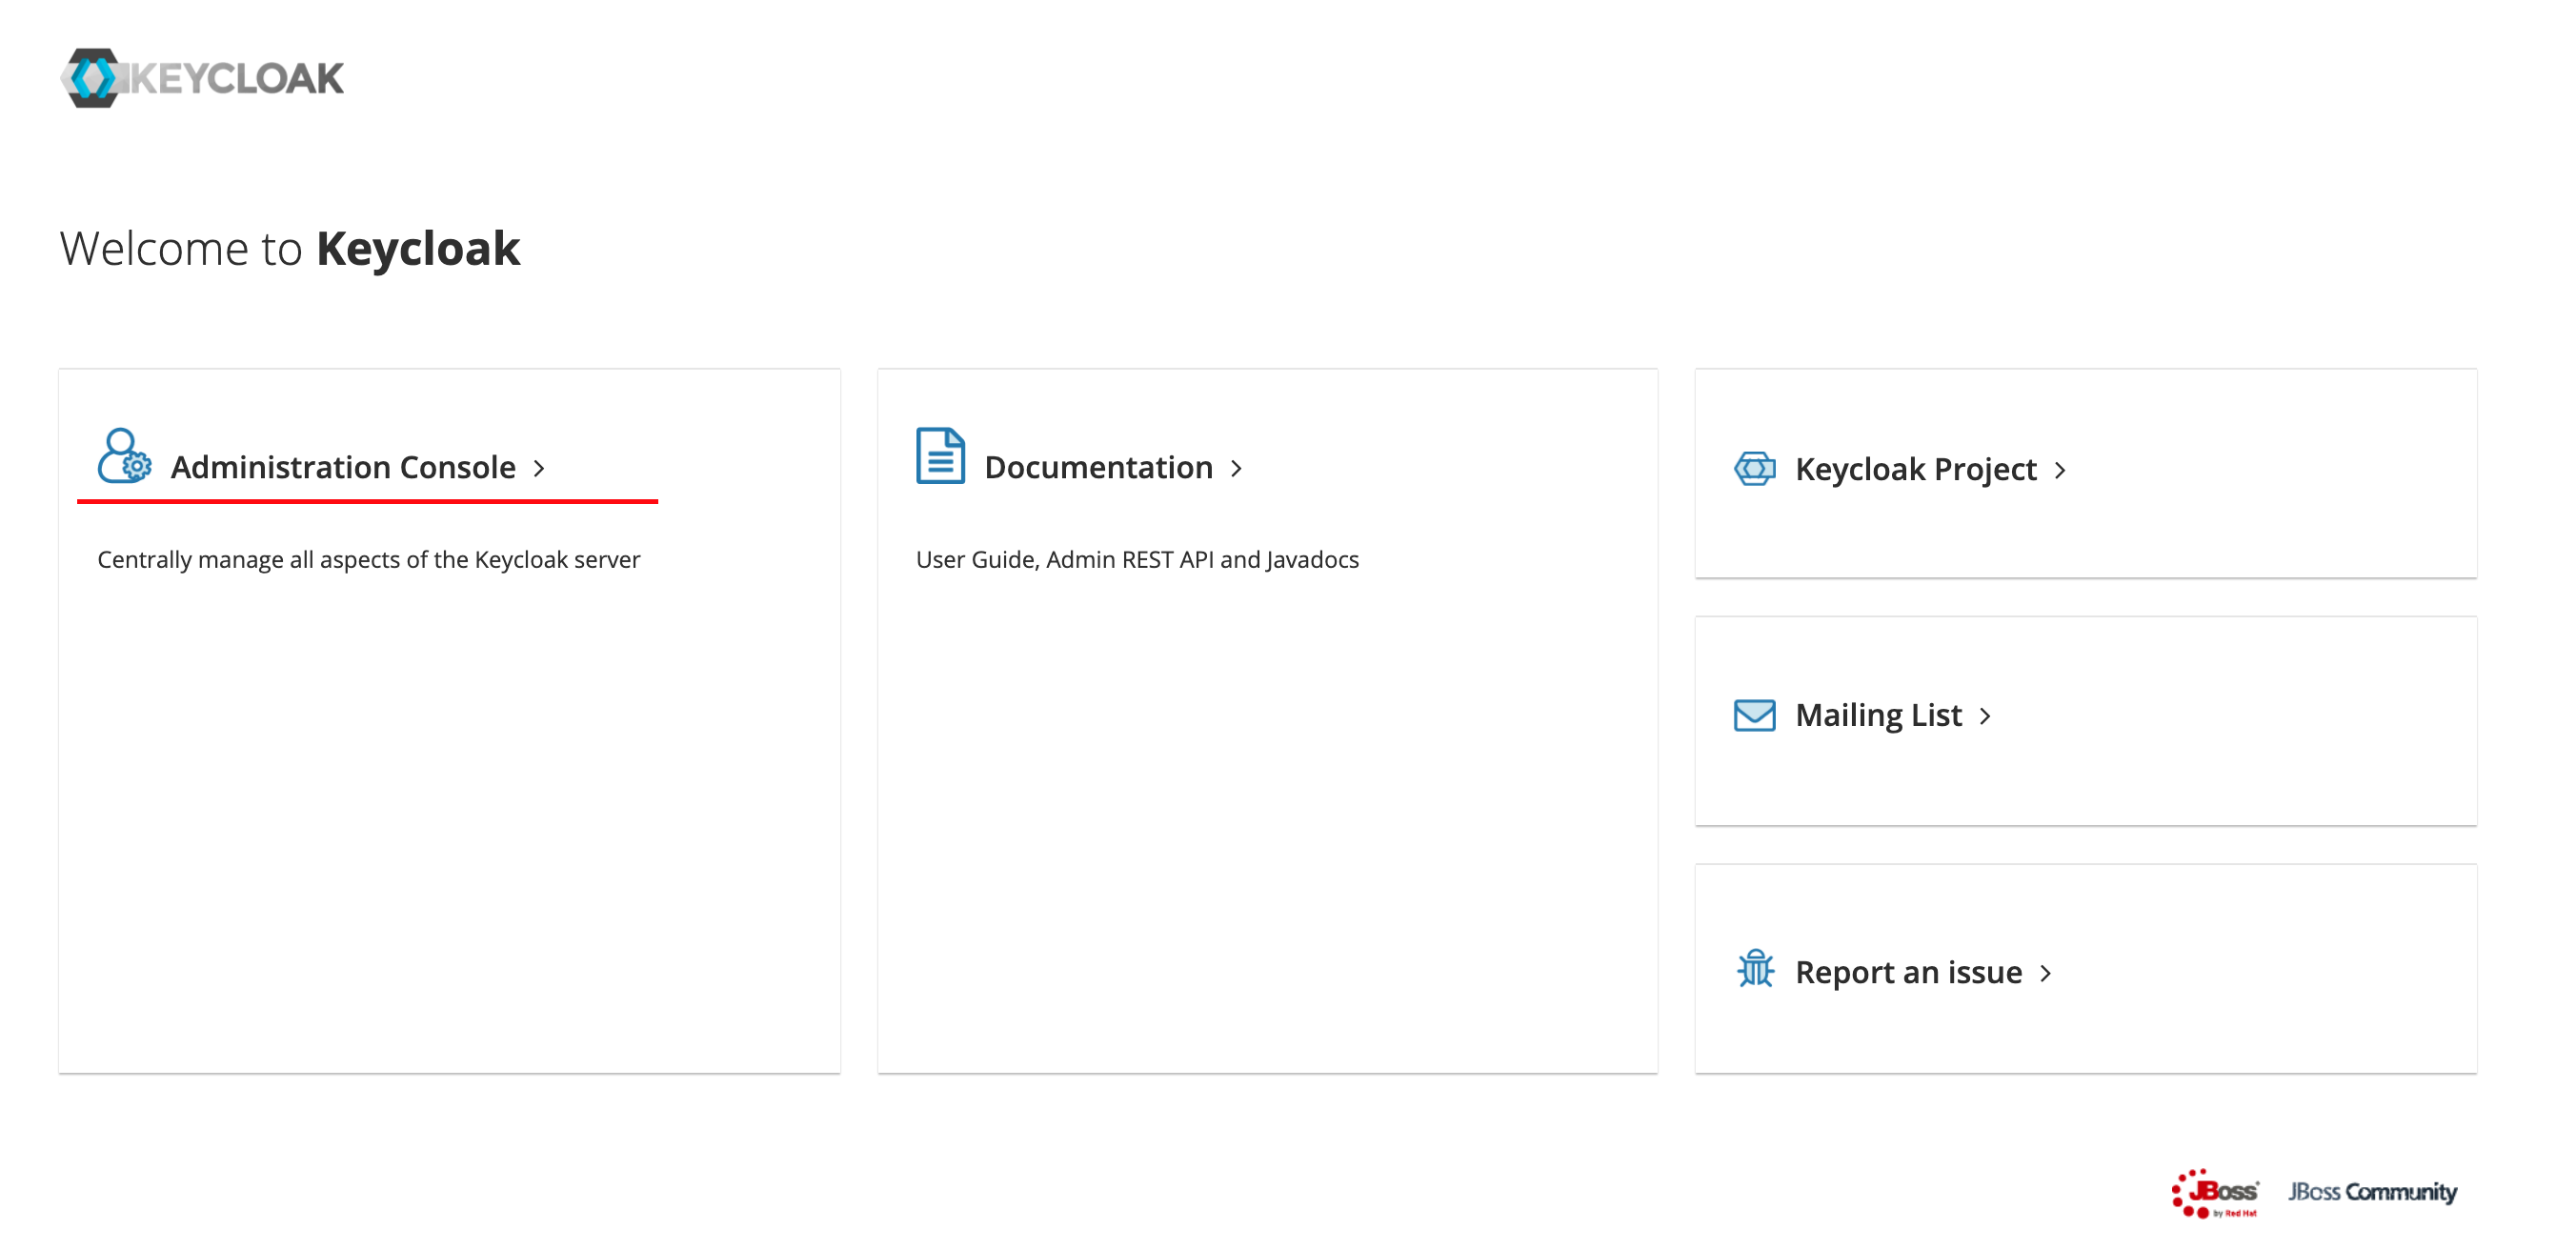 KEYCLOAK
Welcome to Keycloak
Administration Console
Centrally manage all aspects of the Keycloak server
Documentation
User Guide, Admin REST API and Javadocs
Keycloak Project
Mailing List
Report an issue
JBoss by Red Hat
JBoss Community